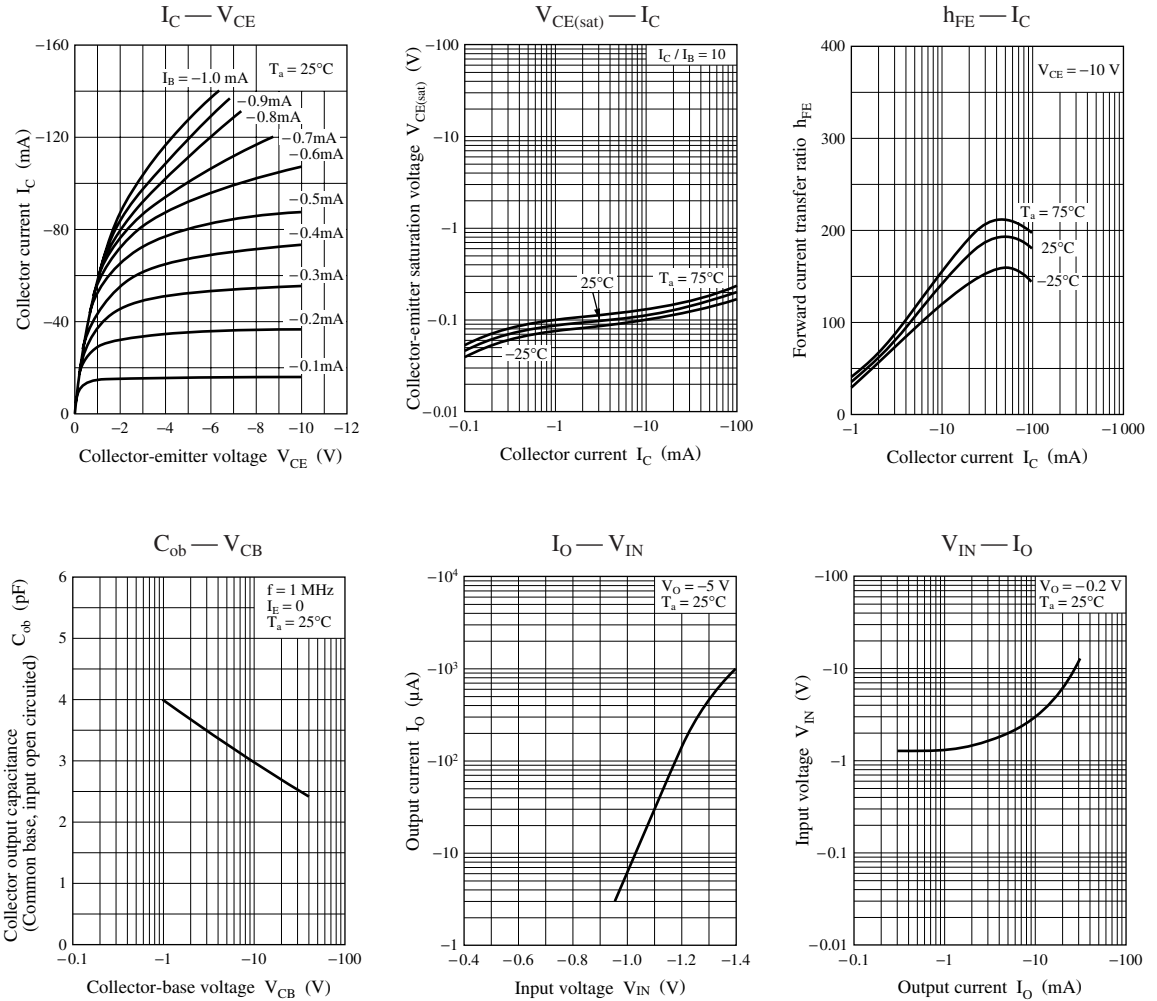 I_C — V_CE
−160
−120
−80
−40
0
0
−2
−4
−6
−8
−10
−12
Collector current I_C (mA)
Collector-emitter voltage V_CE (V)
T_a = 25°C
I_B = −1.0 mA
−0.9mA
−0.8mA
−0.7mA
−0.6mA
−0.5mA
−0.4mA
−0.3mA
−0.2mA
−0.1mA
V_CE(sat) — I_C
−100
−10
−1
−0.1
−0.01
−0.1
−1
−10
−100
Collector-emitter saturation voltage V_CE(sat) (V)
Collector current I_C (mA)
I_C / I_B = 10
25°C
T_a = 75°C
−25°C
h_FE — I_C
400
300
200
100
0
−1
−10
−100
−1 000
Forward current transfer ratio h_FE
Collector current I_C (mA)
V_CE = −10 V
T_a = 75°C
25°C
−25°C
C_ob — V_CB
6
5
4
3
2
1
0
−0.1
−1
−10
−100
Collector output capacitance C_ob (pF)
(Common base, input open circuited)
Collector-base voltage V_CB (V)
f = 1 MHz
I_E = 0
T_a = 25°C
I_O — V_IN
−10⁴
−10³
−10²
−10
−1
−0.4
−0.6
−0.8
−1.0
−1.2
−1.4
Output current I_O (µA)
Input voltage V_IN (V)
V_O = −5 V
T_a = 25°C
V_IN — I_O
−100
−10
−1
−0.1
−0.01
−0.1
−1
−10
−100
Input voltage V_IN (V)
Output current I_O (mA)
V_O = −0.2 V
T_a = 25°C